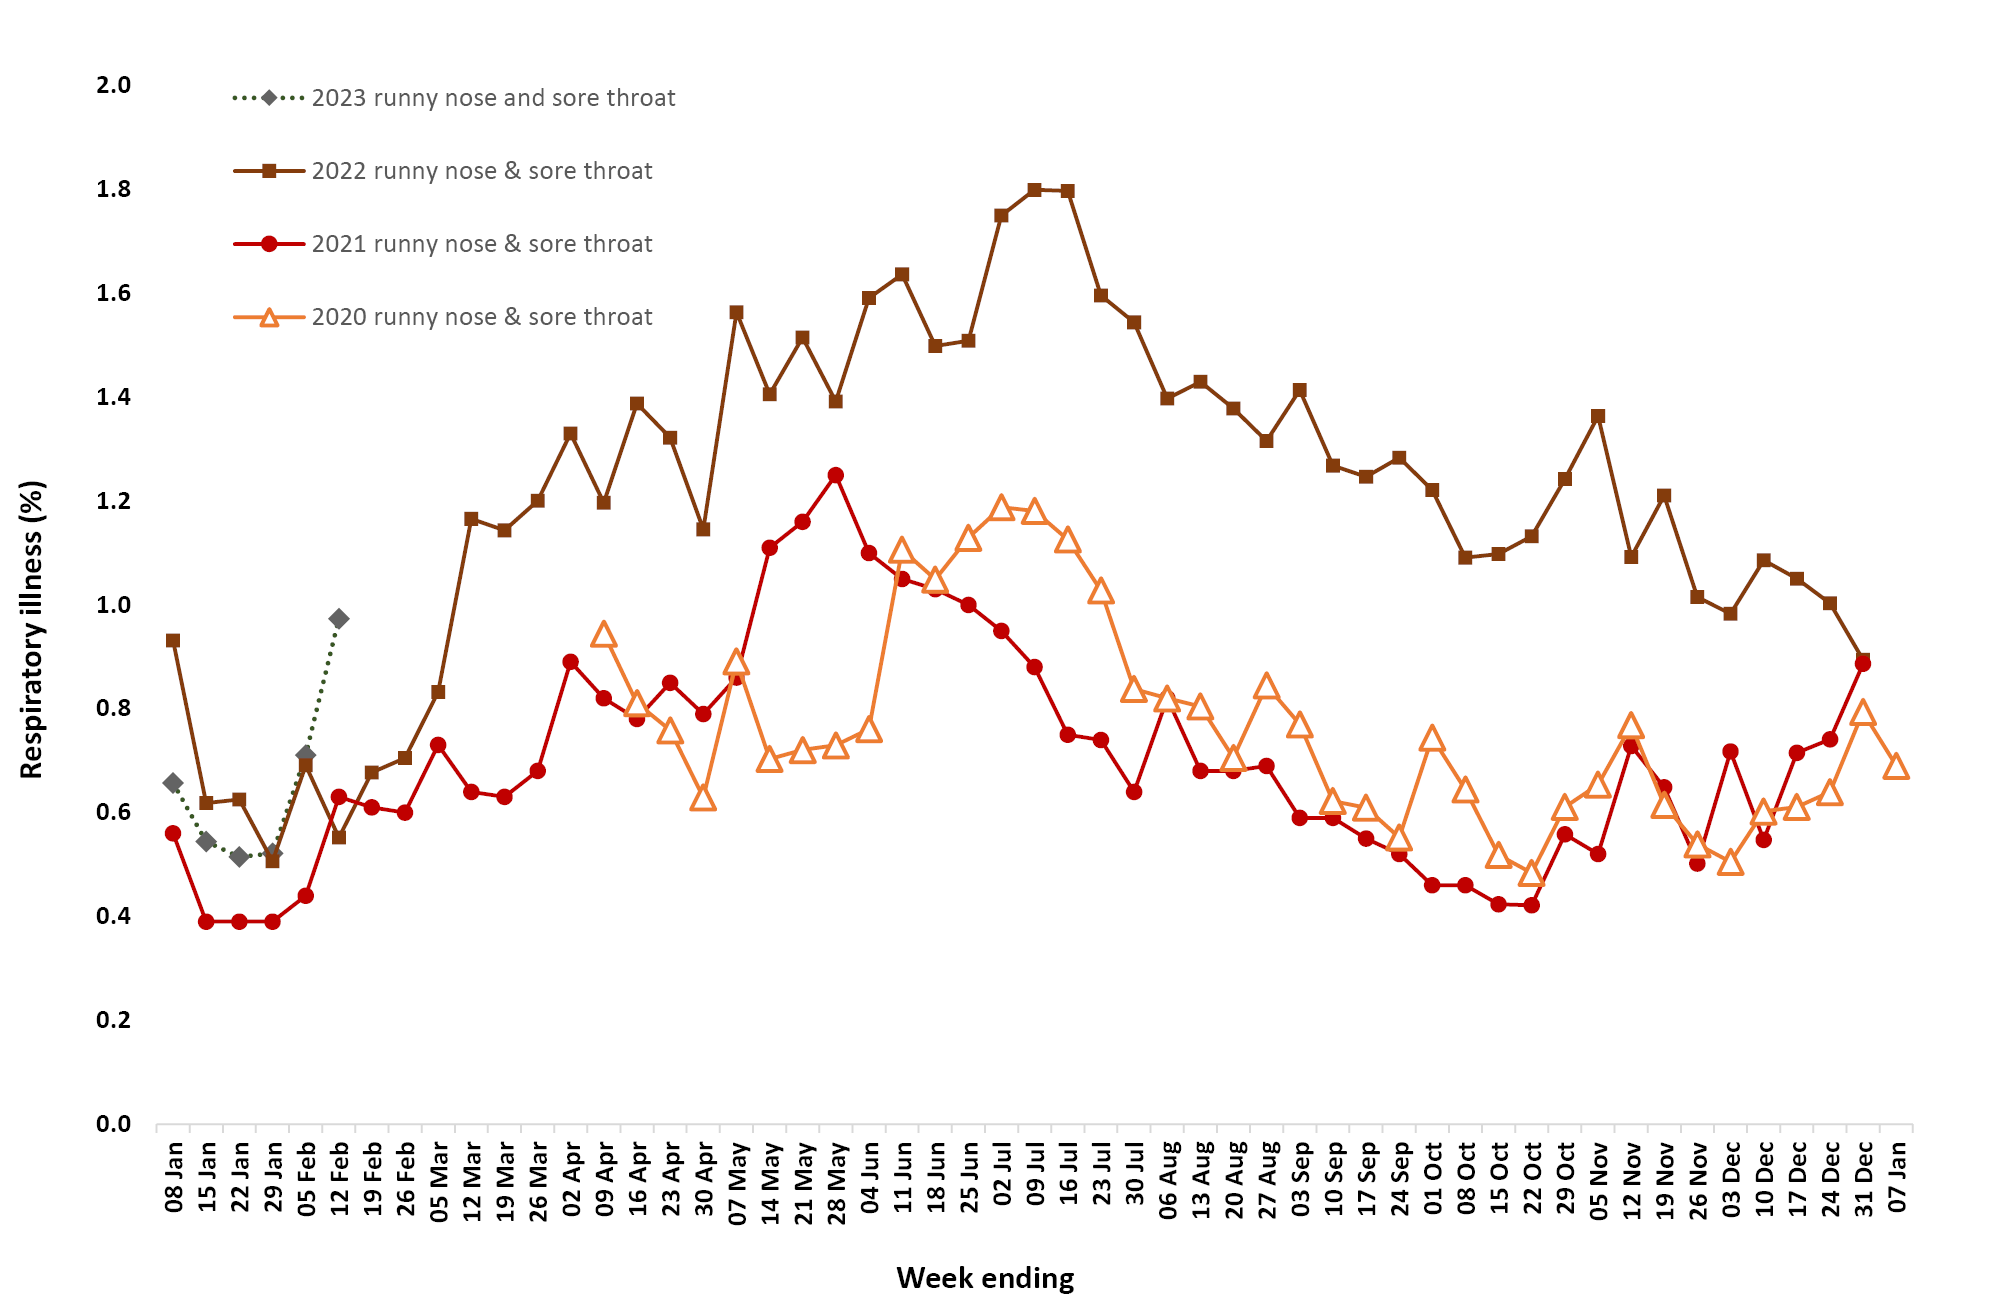 2.0
1.8
1.6
1.4
1.2
1.0
0.8
0.6
0.4
0.2
0.0
Respiratory illness (%)
2023 runny nose and sore throat
2022 runny nose & sore throat
2021 runny nose & sore throat
2020 runny nose & sore throat
08 Jan
15 Jan
22 Jan
29 Jan
05 Feb
12 Feb
19 Feb
26 Feb
05 Mar
12 Mar
19 Mar
26 Mar
02 Apr
09 Apr
16 Apr
23 Apr
30 Apr
07 May
14 May
21 May
28 May
04 Jun
11 Jun
18 Jun
25 Jun
02 Jul
09 Jul
16 Jul
23 Jul
30 Jul
06 Aug
13 Aug
20 Aug
27 Aug
03 Sep
10 Sep
17 Sep
24 Sep
01 Oct
08 Oct
15 Oct
22 Oct
29 Oct
05 Nov
12 Nov
19 Nov
26 Nov
03 Dec
10 Dec
17 Dec
24 Dec
31 Dec
07 Jan
Week ending